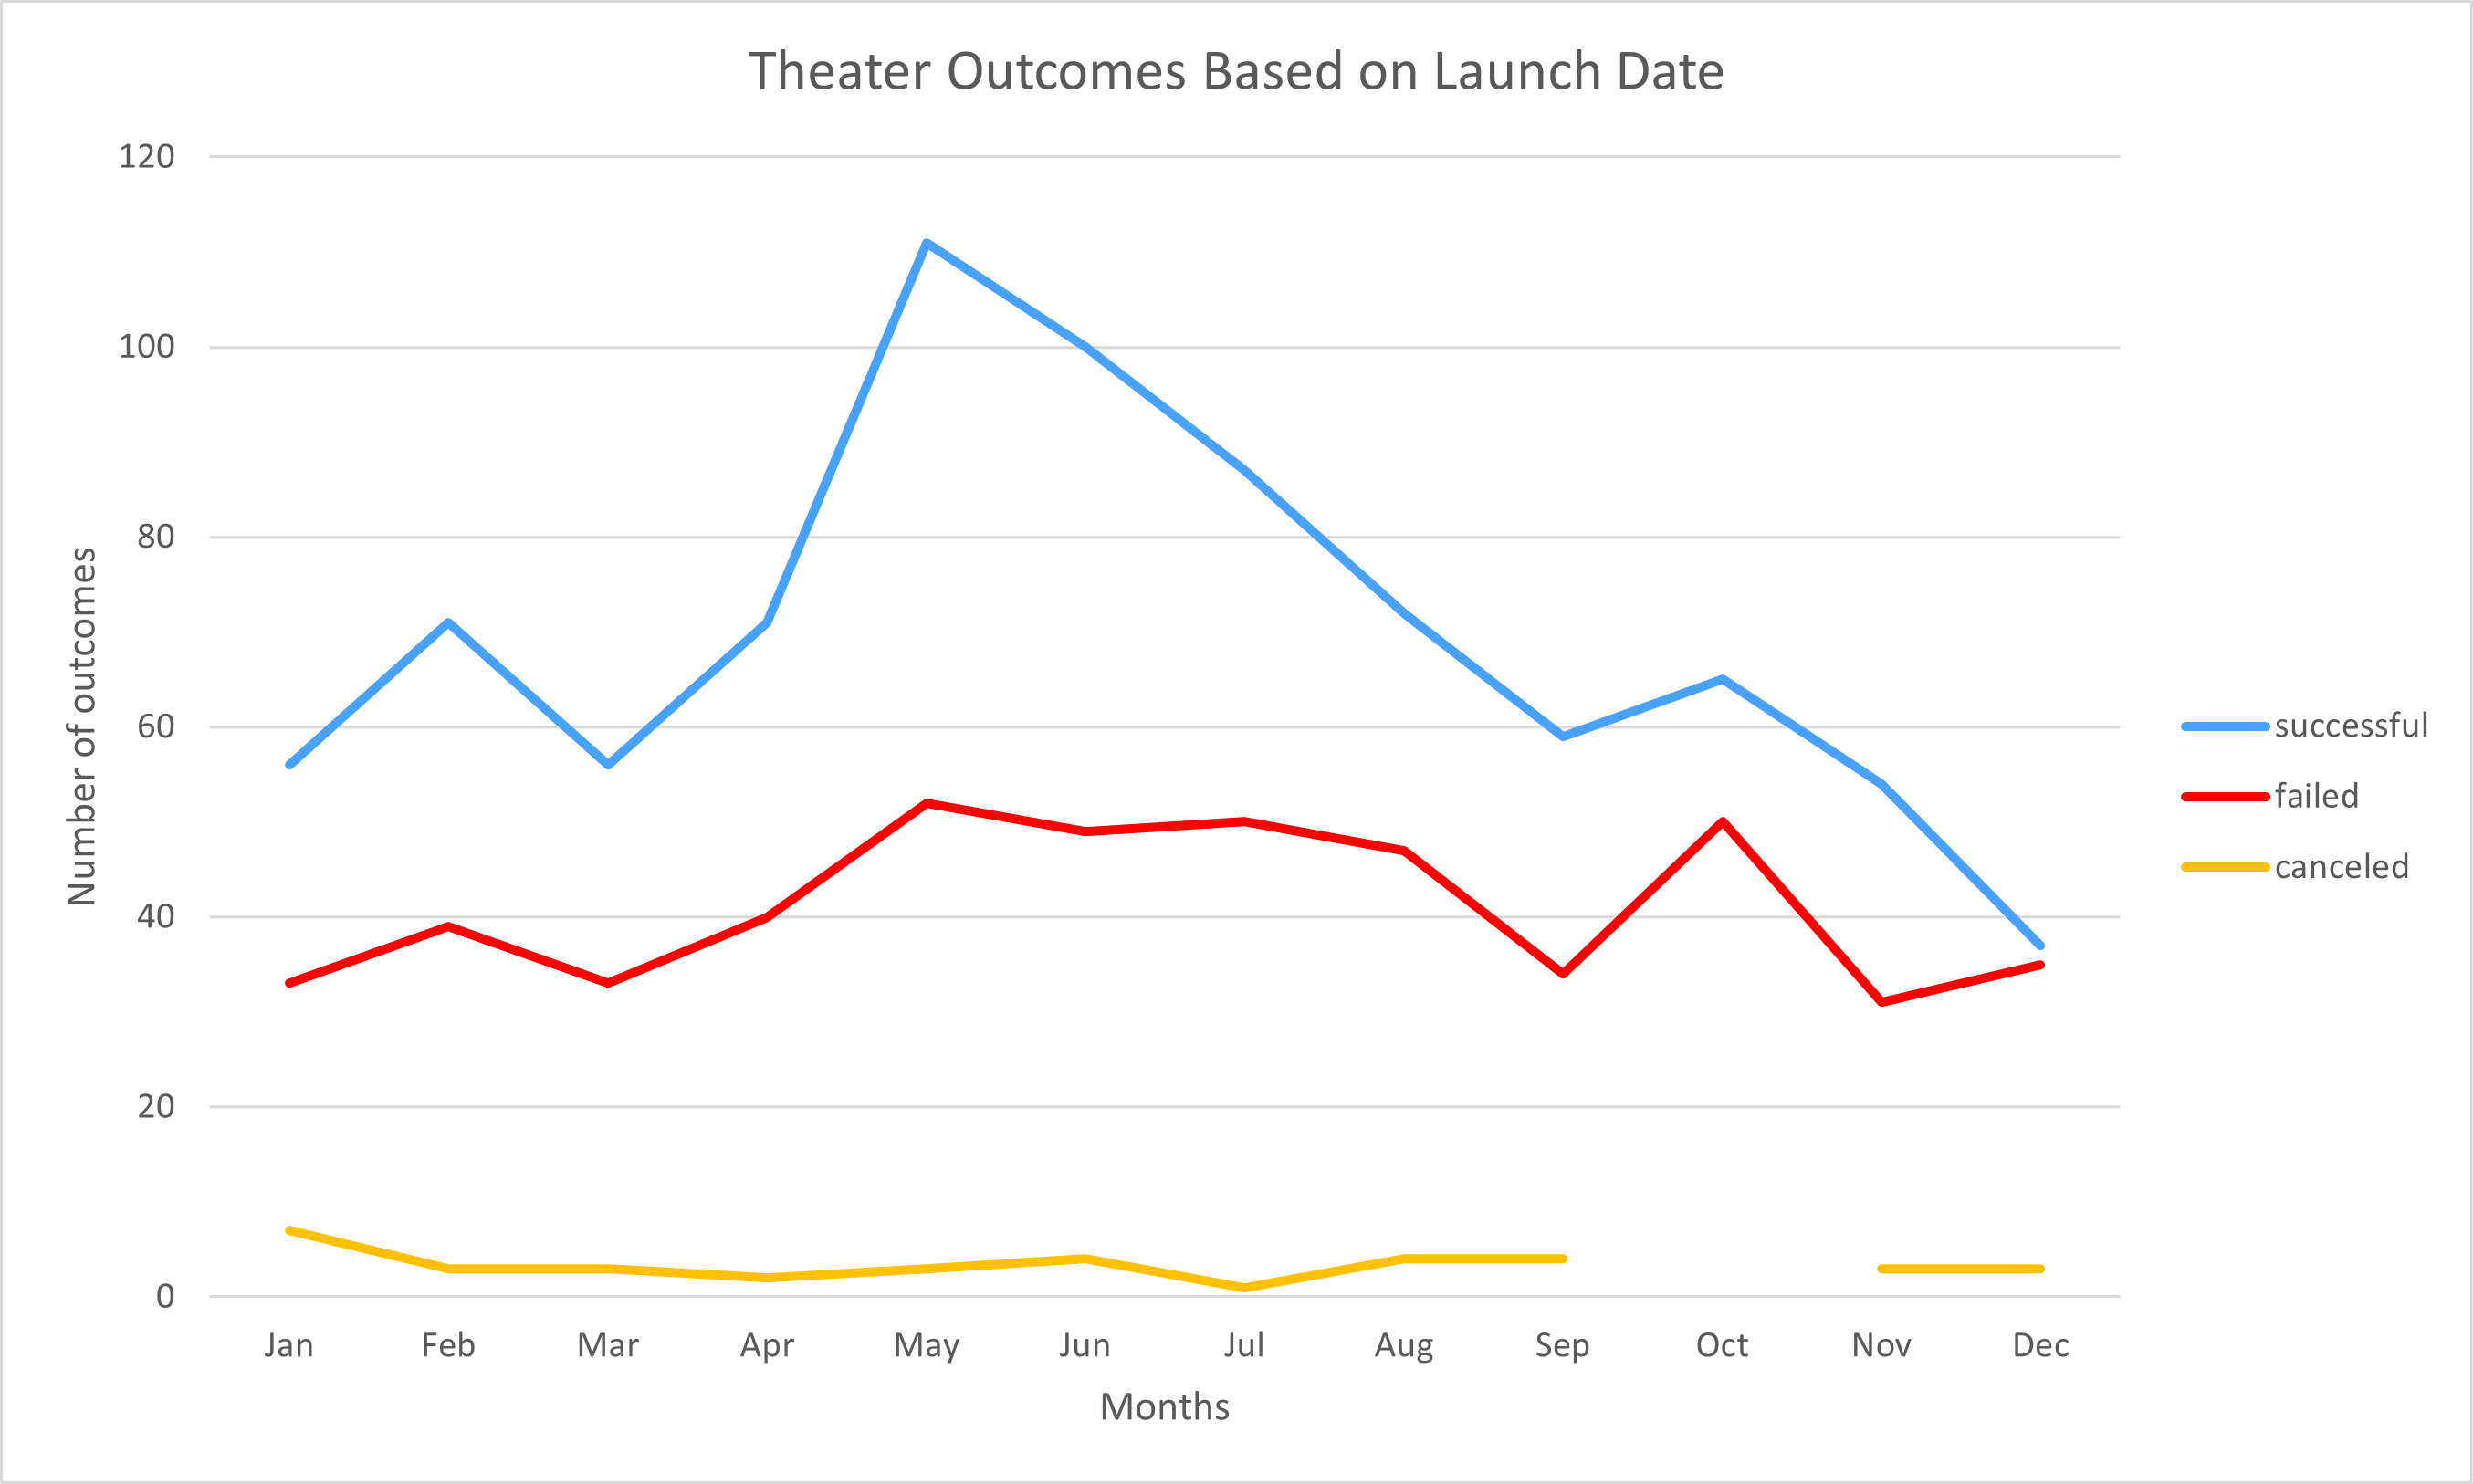 Theater Outcomes Based on Lunch Date
120
100
80
60
40
20
0
Number of outcomes
Jan Feb Mar Apr May Jun Jul Aug Sep Oct Nov Dec
Months
successful
failed
canceled